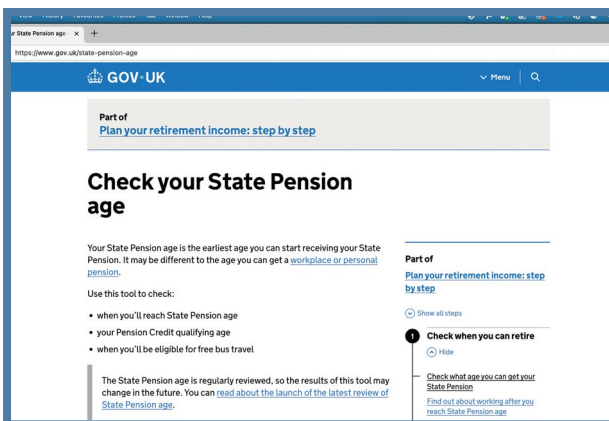 View History Favourites Profiles Tab Window Help
State Pension age
https://www.gov.uk/state-pension-age
GOV·UK
Menu
Part of
Plan your retirement income: step by step
Check your State Pension
age
Your State Pension age is the earliest age you can start receiving your State
Pension. It may be different to the age you can get a workplace or personal
pension.
Use this tool to check:
• when you'll reach State Pension age
• your Pension Credit qualifying age
• when you'll be eligible for free bus travel
The State Pension age is regularly reviewed, so the results of this tool may
change in the future. You can read about the launch of the latest review of
State Pension age.
Part of
Plan your retirement income: step
by step
Show all steps
1 Check when you can retire
Hide
Check what age you can get your
State Pension
Find out about working after you
reach State Pension age